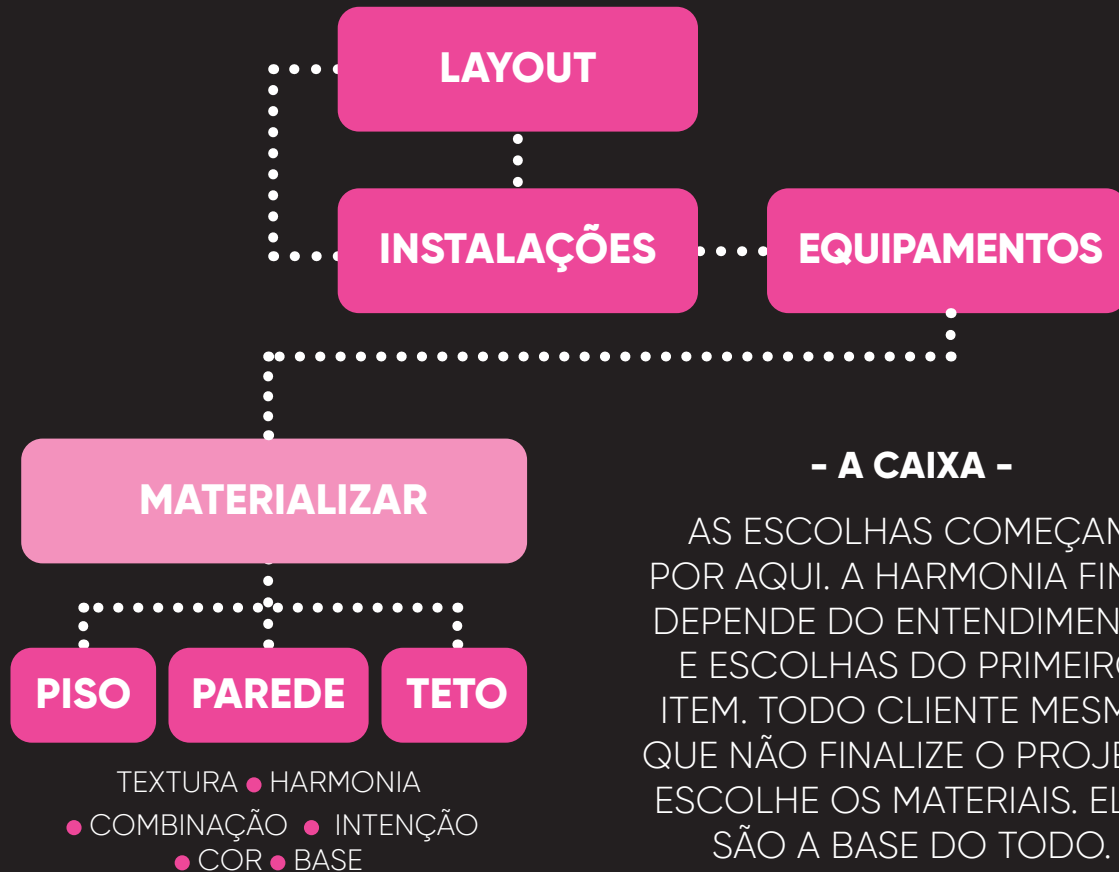 LAYOUT
INSTALAÇÕES
EQUIPAMENTOS
MATERIALIZAR
PISO
PAREDE
TETO
TEXTURA ● HARMONIA
● COMBINAÇÃO ● INTENÇÃO
● COR ● BASE
- A CAIXA -
AS ESCOLHAS
POR AQUI. A HARMONIA
DEPENDE DO
E ESCOLHAS DO
ITEM. TODO CLIENTE
QUE NÃO FINALIZE O
ESCOLHE OS MATERIAIS.
SÃO A BASE DO TODO.